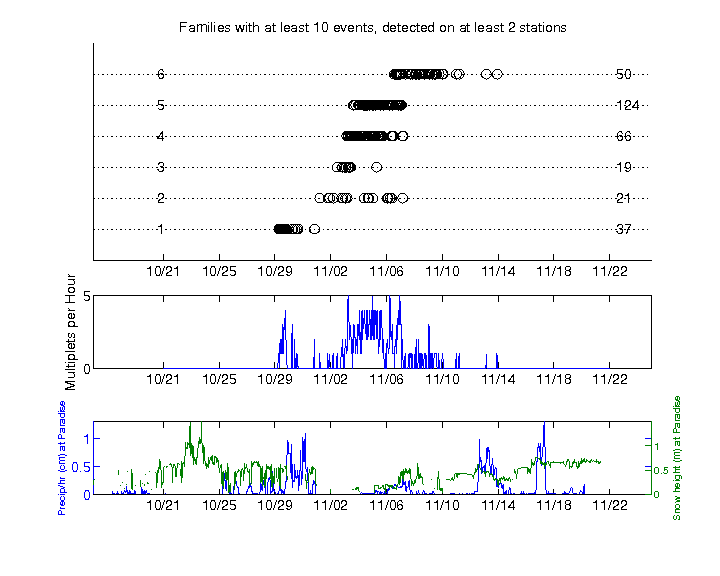 Families with at least 10 events, detected on at least 2 stations
6 50
5 124
4 66
3 19
2 21
1 37
10/21 10/25 10/29 11/02 11/06 11/10 11/14 11/18 11/22
Multiplets per Hour
5
0
10/21 10/25 10/29 11/02 11/06 11/10 11/14 11/18 11/22
Precip/hr (cm) at Paradise
1
0.5
0
Snow height (m) at Paradise
1
0.5
0
10/21 10/25 10/29 11/02 11/06 11/10 11/14 11/18 11/22